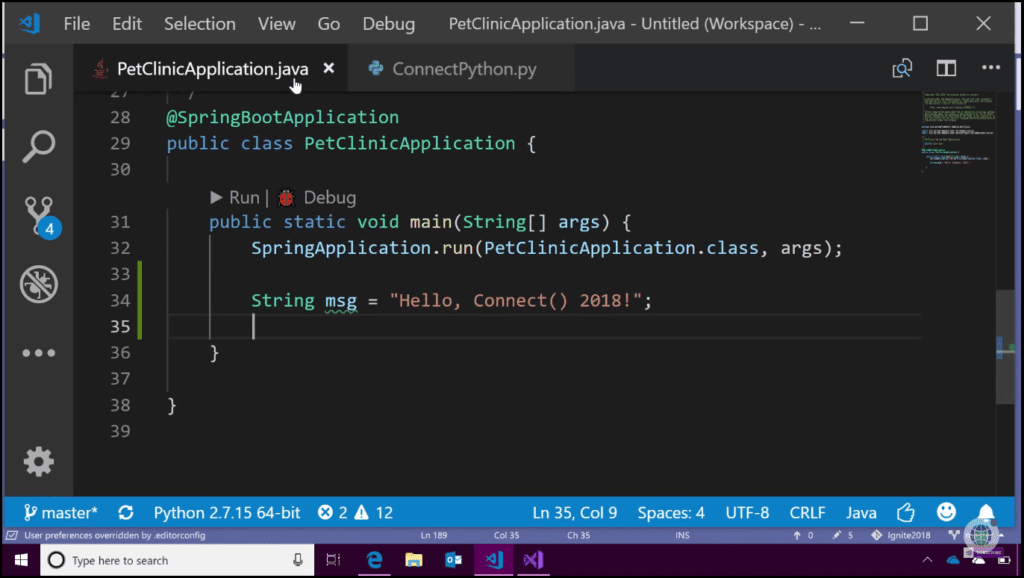 File Edit Selection View Go Debug PetClinicApplication.java - Untitled (Workspace) - ...
PetClinicApplication.java × ConnectPython.py
27
28 @SpringBootApplication
29 public class PetClinicApplication {
30
Run | Debug
31 public static void main(String[] args) {
32 SpringApplication.run(PetClinicApplication.class, args);
33
34 String msg = "Hello, Connect() 2018!";
35
36 }
37
38 }
39
4
master* Python 2.7.15 64-bit 2 12 Ln 35, Col 9 Spaces: 4 UTF-8 CRLF Java
User preferences overridden by .editorconfig Ln 189 Col 35 Ch 35 INS 0 5 Ignite2018
Type here to search